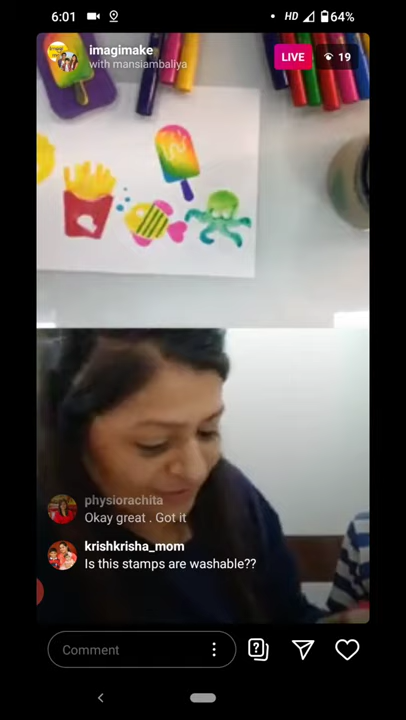 6:01
HD
64%
imagimake
with mansiambaliya
LIVE
19
physiorachita
Okay great . Got it
krishkrisha_mom
Is this stamps are washable??
Comment